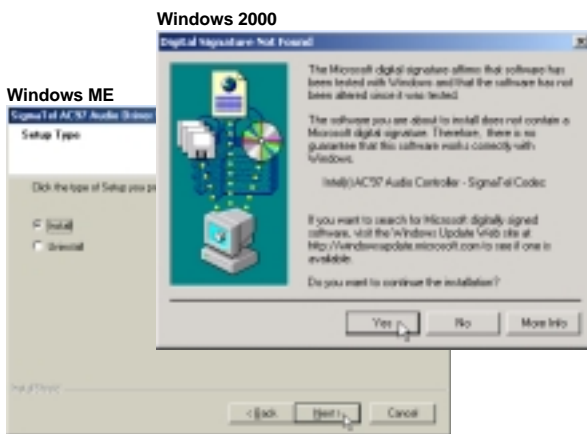 Windows 2000
Digital Signature Not Found
The Microsoft digital signature affirms that software has
been tested with Windows and that the software has not
been altered since it was tested.
The software you are about to install does not contain a
Microsoft digital signature. Therefore, there is no
guarantee that this software works correctly with
Windows.
Intel(r) AC'97 Audio Controller - SigmaTel Codec
If you want to search for Microsoft digitally signed
software, visit the Windows Update Web site at
http://windowsupdate.microsoft.com to see if one is
available.
Do you want to continue the installation?
Yes
No
More Info
Windows ME
SigmaTel AC97 Audio Driver
Setup Type
Click the type of Setup you
Install
Uninstall
InstallShield
< Back
Next >
Cancel